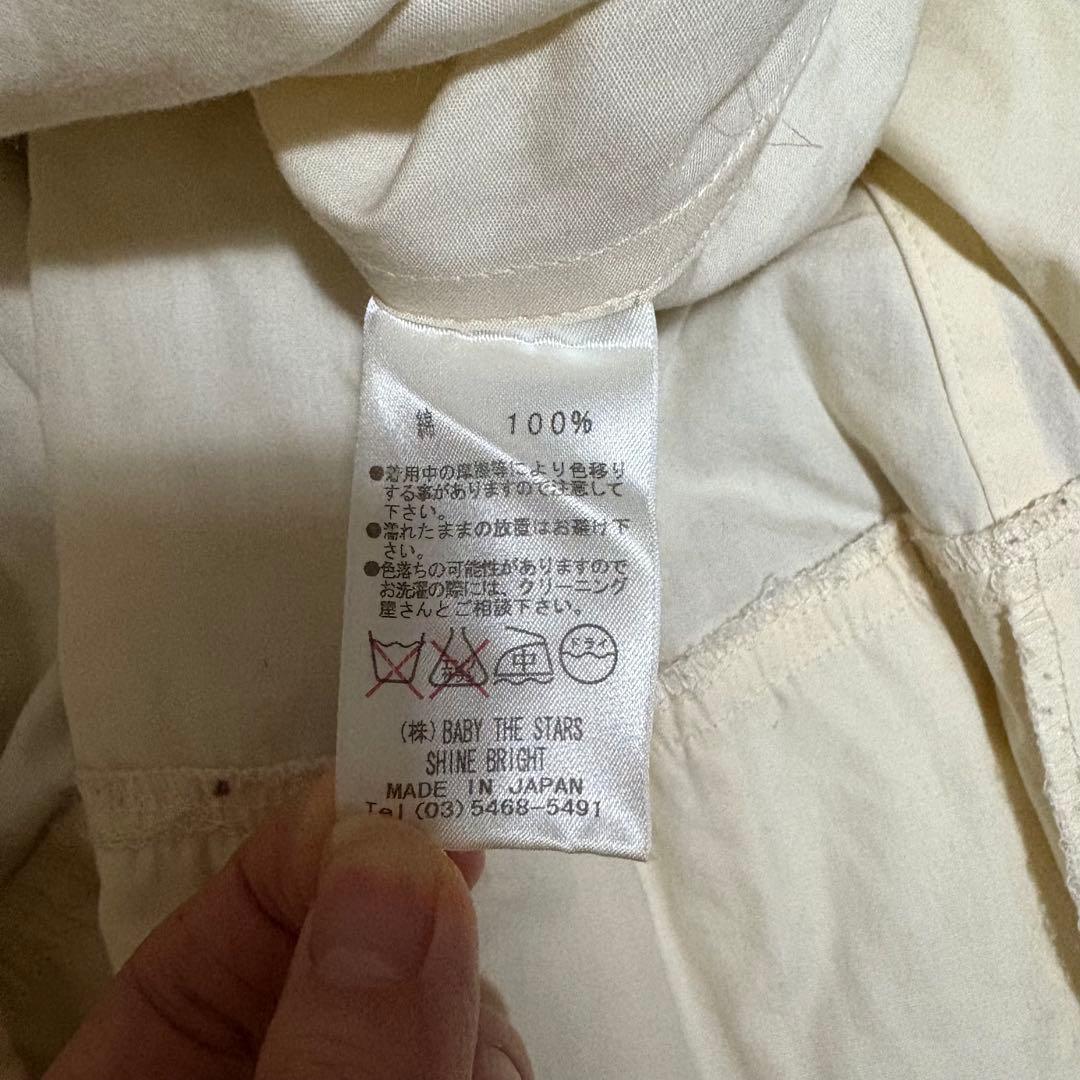 綿 100%
●着用中の摩擦等により色移り
する事がありますので注意して
下さい。
●濡れたままの放置はお避け下
さい。
●色落ちの可能性がありますので
お洗濯の際には、クリーニング
屋さんとご相談下さい。
中 ドライ
(株)BABY THE STARS
SHINE BRIGHT
MADE IN JAPAN
Tel (03)5468-5491